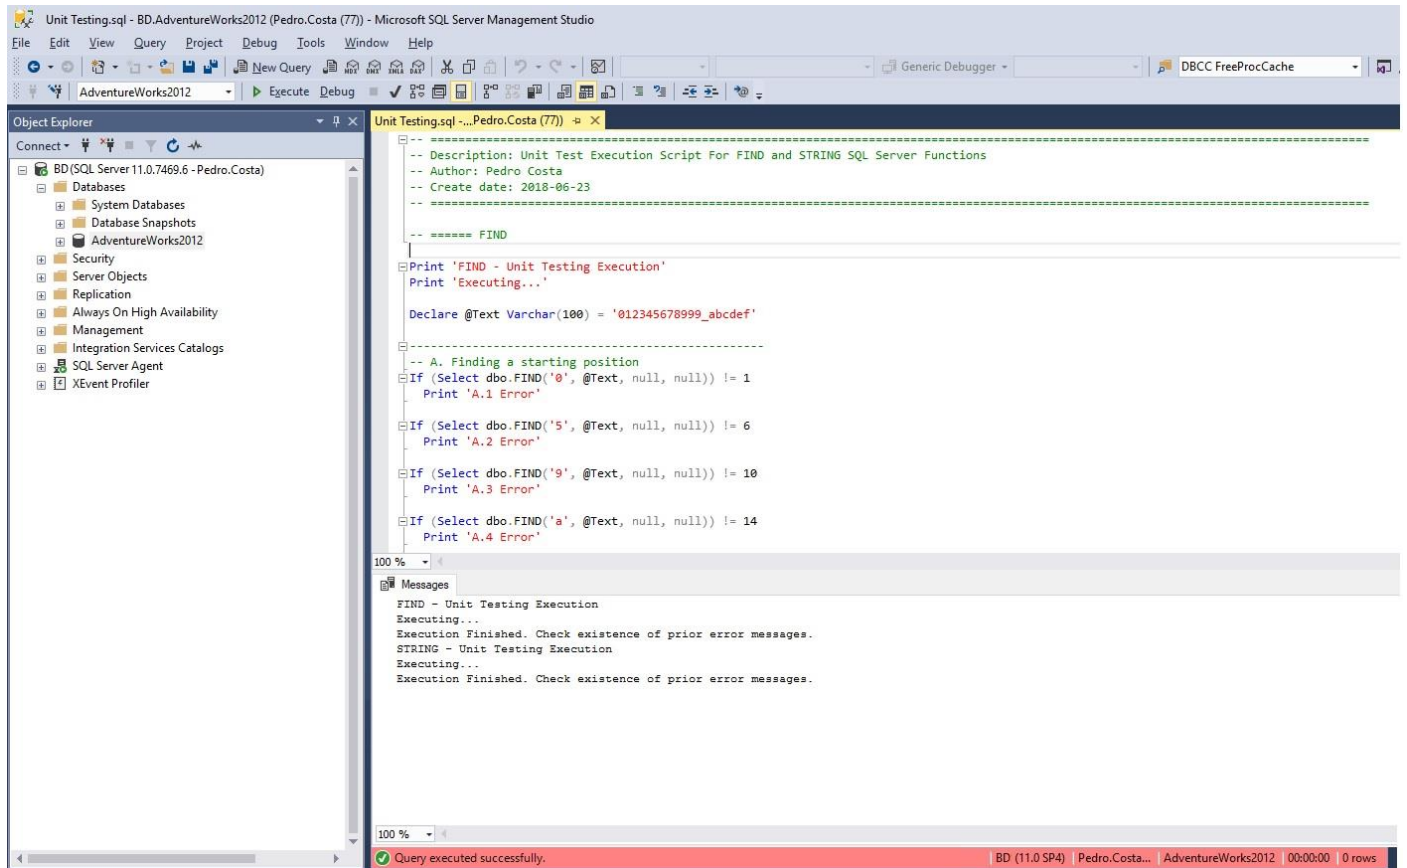 Unit Testing.sql - BD.AdventureWorks2012 (Pedro.Costa (77)) - Microsoft SQL Server Management Studio
File Edit View Query Project Debug Tools Window Help
New Query MDX DMX XMLA DAX Generic Debugger DBCC FreeProcCache
AdventureWorks2012 Execute Debug
Object Explorer
Connect
BD (SQL Server 11.0.7469.6 - Pedro.Costa)
Databases
System Databases
Database Snapshots
AdventureWorks2012
Security
Server Objects
Replication
Always On High Availability
Management
Integration Services Catalogs
SQL Server Agent
XEvent Profiler
Unit Testing.sql -...Pedro.Costa (77))
-- Description: Unit Test Execution Script For FIND and STRING SQL Server Functions
-- Author: Pedro Costa
-- Create date: 2018-06-23
-- ====== FIND
Print 'FIND - Unit Testing Execution'
Print 'Executing...'
Declare @Text Varchar(100) = '012345678999_abcdef'
-- A. Finding a starting position
If (Select dbo.FIND('0', @Text, null, null)) != 1
Print 'A.1 Error'
If (Select dbo.FIND('5', @Text, null, null)) != 6
Print 'A.2 Error'
If (Select dbo.FIND('9', @Text, null, null)) != 10
Print 'A.3 Error'
If (Select dbo.FIND('a', @Text, null, null)) != 14
Print 'A.4 Error'
100 %
Messages
FIND - Unit Testing Execution
Executing...
Execution Finished. Check existence of prior error messages.
STRING - Unit Testing Execution
Executing...
Execution Finished. Check existence of prior error messages.
100 %
Query executed successfully. BD (11.0 SP4) Pedro.Costa... AdventureWorks2012 00:00:00 0 rows